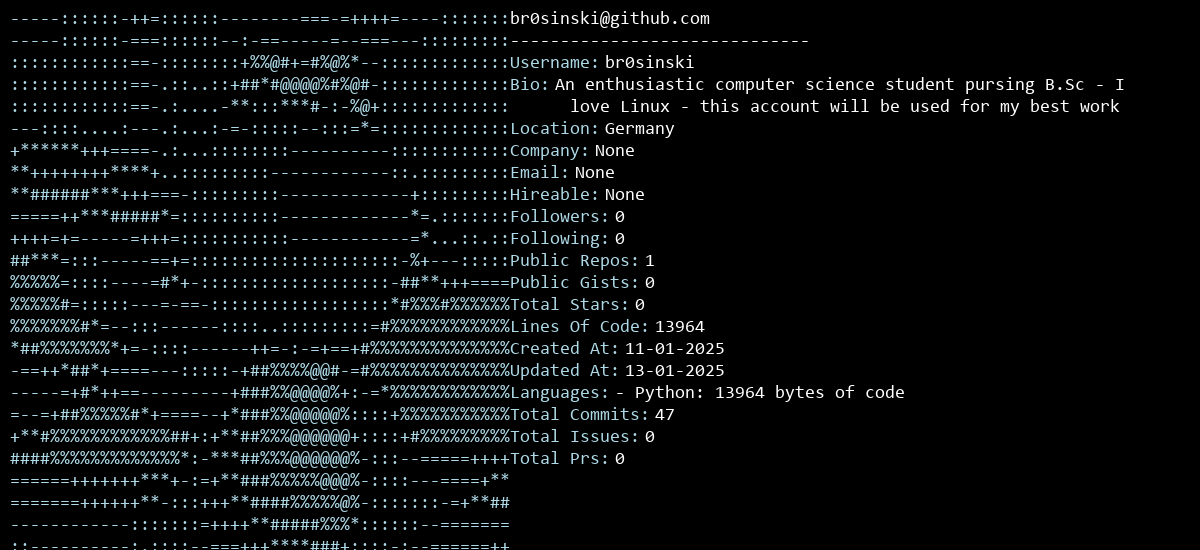 br0sinski@github.com
------------------------------
Username: br0sinski
Bio: An enthusiastic computer science student pursing B.Sc - I
love Linux - this account will be used for my best work
Location: Germany
Company: None
Email: None
Hireable: None
Followers: 0
Following: 0
Public Repos: 1
Public Gists: 0
Total Stars: 0
Lines Of Code: 13964
Created At: 11-01-2025
Updated At: 13-01-2025
Languages: - Python: 13964 bytes of code
Total Commits: 47
Total Issues: 0
Total Prs: 0